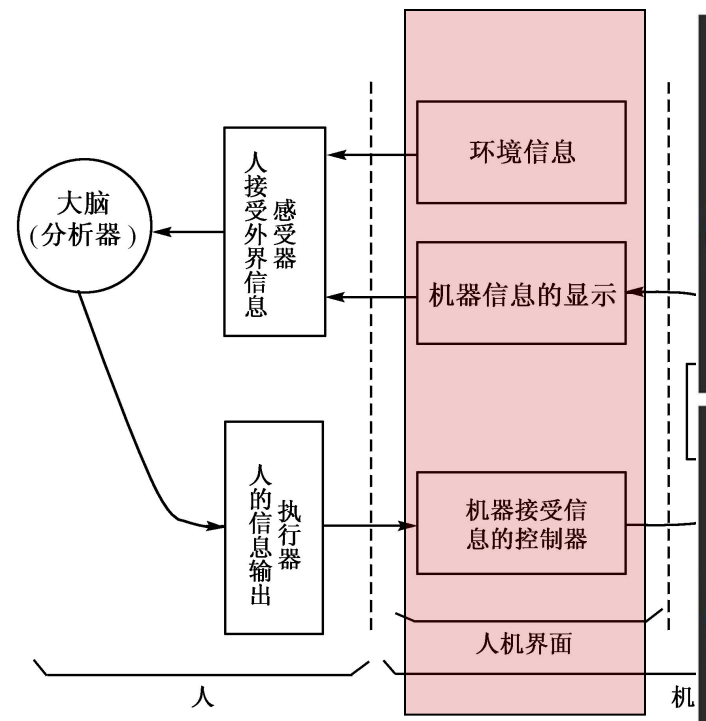 环境信息
人接受外界信息
感受器
大脑
(分析器)
机器信息的显示
人的信息输出
执行器
机器接受信
息的控制器
人机界面
人
机